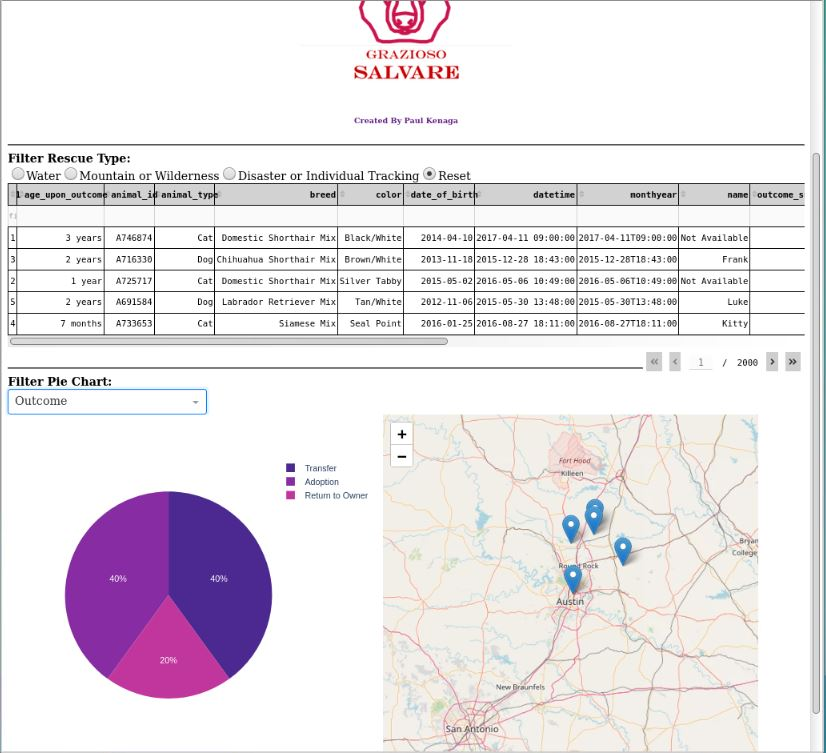 GRAZIOSO
SALVARE
Created By Paul Kenaga
Filter Rescue Type:
Water Mountain or Wilderness Disaster or Individual Tracking Reset
1 age_upon_outcome animal_id animal_type breed color date_of_birth datetime monthyear name outcome_s
1 3 years A746874 Cat Domestic Shorthair Mix Black/White 2014-04-10 2017-04-11 09:00:00 2017-04-11T09:00:00 Not Available
3 2 years A716330 Dog Chihuahua Shorthair Mix Brown/White 2013-11-18 2015-12-28 18:43:00 2015-12-28T18:43:00 Frank
2 1 year A725717 Cat Domestic Shorthair Mix Silver Tabby 2015-05-02 2016-05-06 10:49:00 2016-05-06T10:49:00 Not Available
5 2 years A691584 Dog Labrador Retriever Mix Tan/White 2012-11-06 2015-05-30 13:48:00 2015-05-30T13:48:00 Luke
4 7 months A733653 Cat Siamese Mix Seal Point 2016-01-25 2016-08-27 18:11:00 2016-08-27T18:11:00 Kitty
« ‹ 1 / 2000 › »
Filter Pie Chart:
Outcome
Transfer
Adoption
Return to Owner
40% 40%
20%
+
−
Fort Hood
Killeen
Bryan
College
Round Rock
Austin
New Braunfels
San Antonio